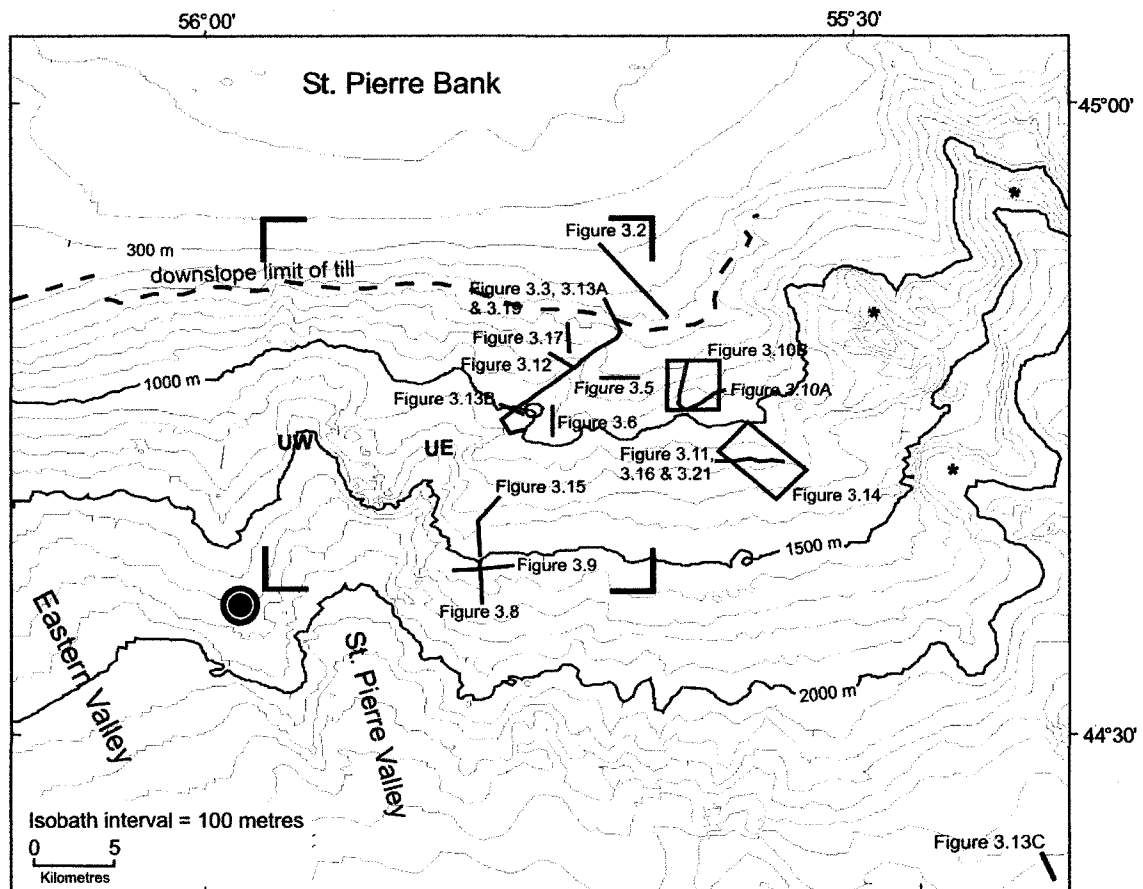 56°00'
55°30'
St. Pierre Bank
45°00'
Figure 3.2
300 m
downslope limit of till
Figure 3.3, 3.13A
& 3.19
Figure 3.17
Figure 3.12
Figure 3.10B
1000 m
Figure 3.5
Figure 3.10A
Figure 3.13B
Figure 3.6
UW
UE
Figure 3.11,
3.16 & 3.21
Figure 3.15
Figure 3.14
1500 m
Figure 3.9
Figure 3.8
Eastern Valley
St. Pierre Valley
2000 m
44°30'
Isobath interval = 100 metres
0 5
Kilometres
Figure 3.13C